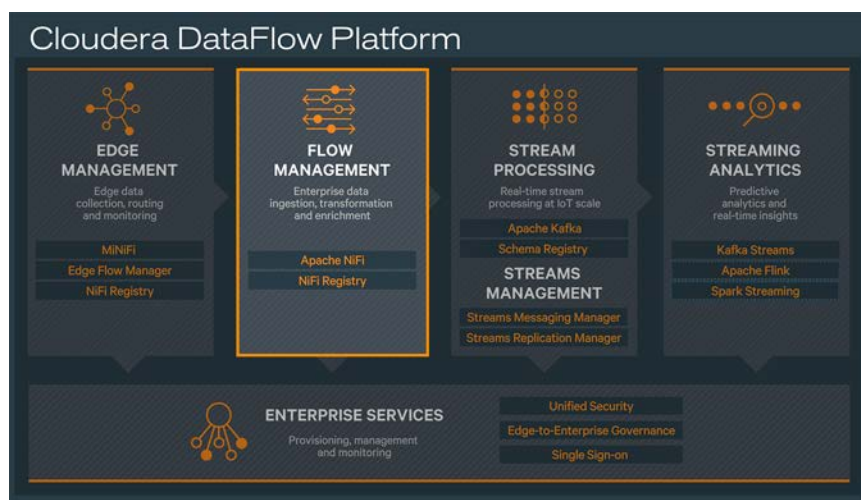 Cloudera DataFlow Platform
EDGE
MANAGEMENT
Edge data
collection, routing
and monitoring
MiNiFi
Edge Flow Manager
NiFi Registry
FLOW
MANAGEMENT
Enterprise data
ingestion, transformation
and enrichment
Apache NiFi
NiFi Registry
STREAM
PROCESSING
Real-time stream
processing at IoT scale
Apache Kafka
Schema Registry
STREAMS
MANAGEMENT
Streams Messaging Manager
Streams Replication Manager
STREAMING
ANALYTICS
Predictive
analytics and
real-time insights
Kafka Streams
Apache Flink
Spark Streaming
ENTERPRISE SERVICES
Provisioning, management
and monitoring
Unified Security
Edge-to-Enterprise Governance
Single Sign-on